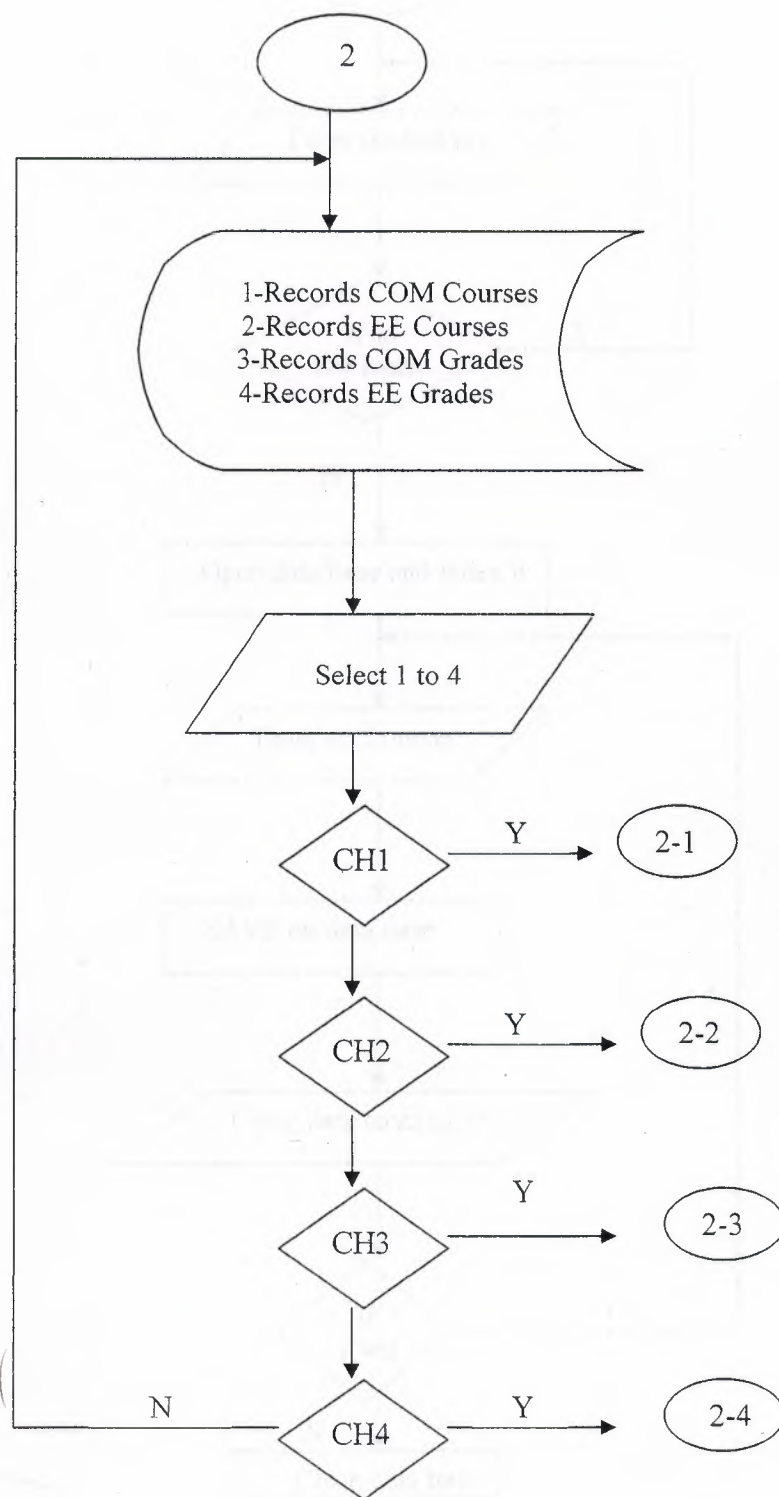 2
1-Records COM Courses
2-Records EE Courses
3-Records COM Grades
4-Records EE Grades
Select 1 to 4
CH1
Y
2-1
CH2
Y
2-2
CH3
Y
2-3
N
CH4
Y
2-4